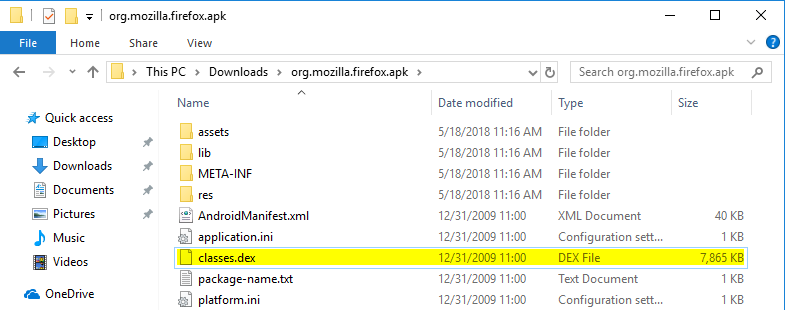 org.mozilla.firefox.apk
File Home Share View
This PC Downloads org.mozilla.firefox.apk Search org.mozilla.firefox.apk
Name Date modified Type Size
Quick access
Desktop
Downloads
Documents
Pictures
Music
Videos
OneDrive
assets 5/18/2018 11:16 AM File folder
lib 5/18/2018 11:16 AM File folder
META-INF 5/18/2018 11:16 AM File folder
res 5/18/2018 11:16 AM File folder
AndroidManifest.xml 12/31/2009 11:00 XML Document 40 KB
application.ini 12/31/2009 11:00 Configuration sett... 1 KB
classes.dex 12/31/2009 11:00 DEX File 7,865 KB
package-name.txt 12/31/2009 11:00 Text Document 1 KB
platform.ini 12/31/2009 11:00 Configuration sett... 1 KB